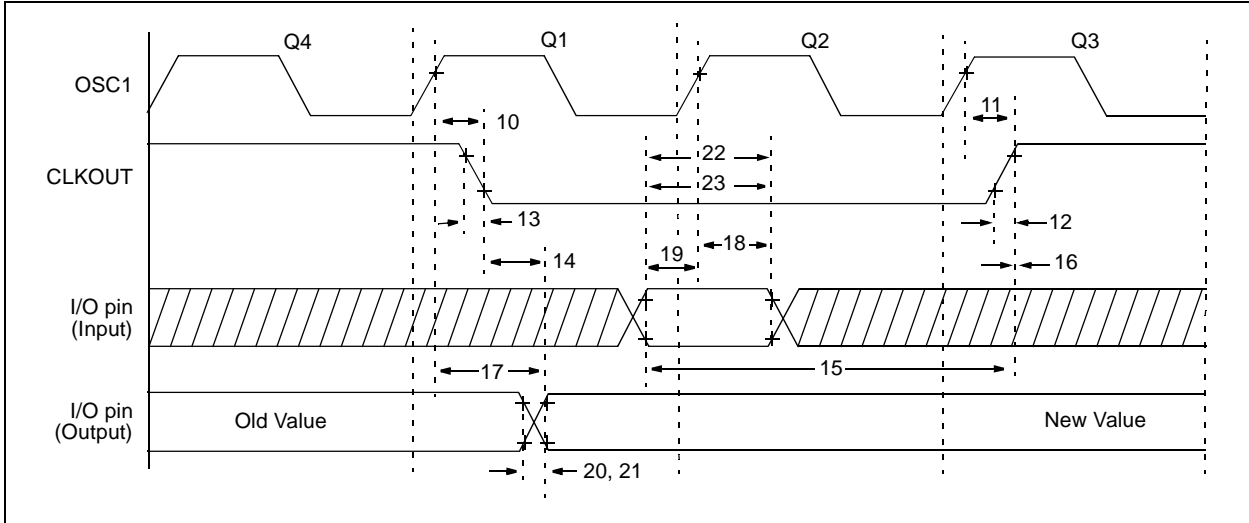 Q4 Q1 Q2 Q3
OSC1
10 11
22
CLKOUT
23
13 12
19 18
14 16
I/O pin
(Input)
17 15
I/O pin
(Output)
Old Value New Value
20, 21